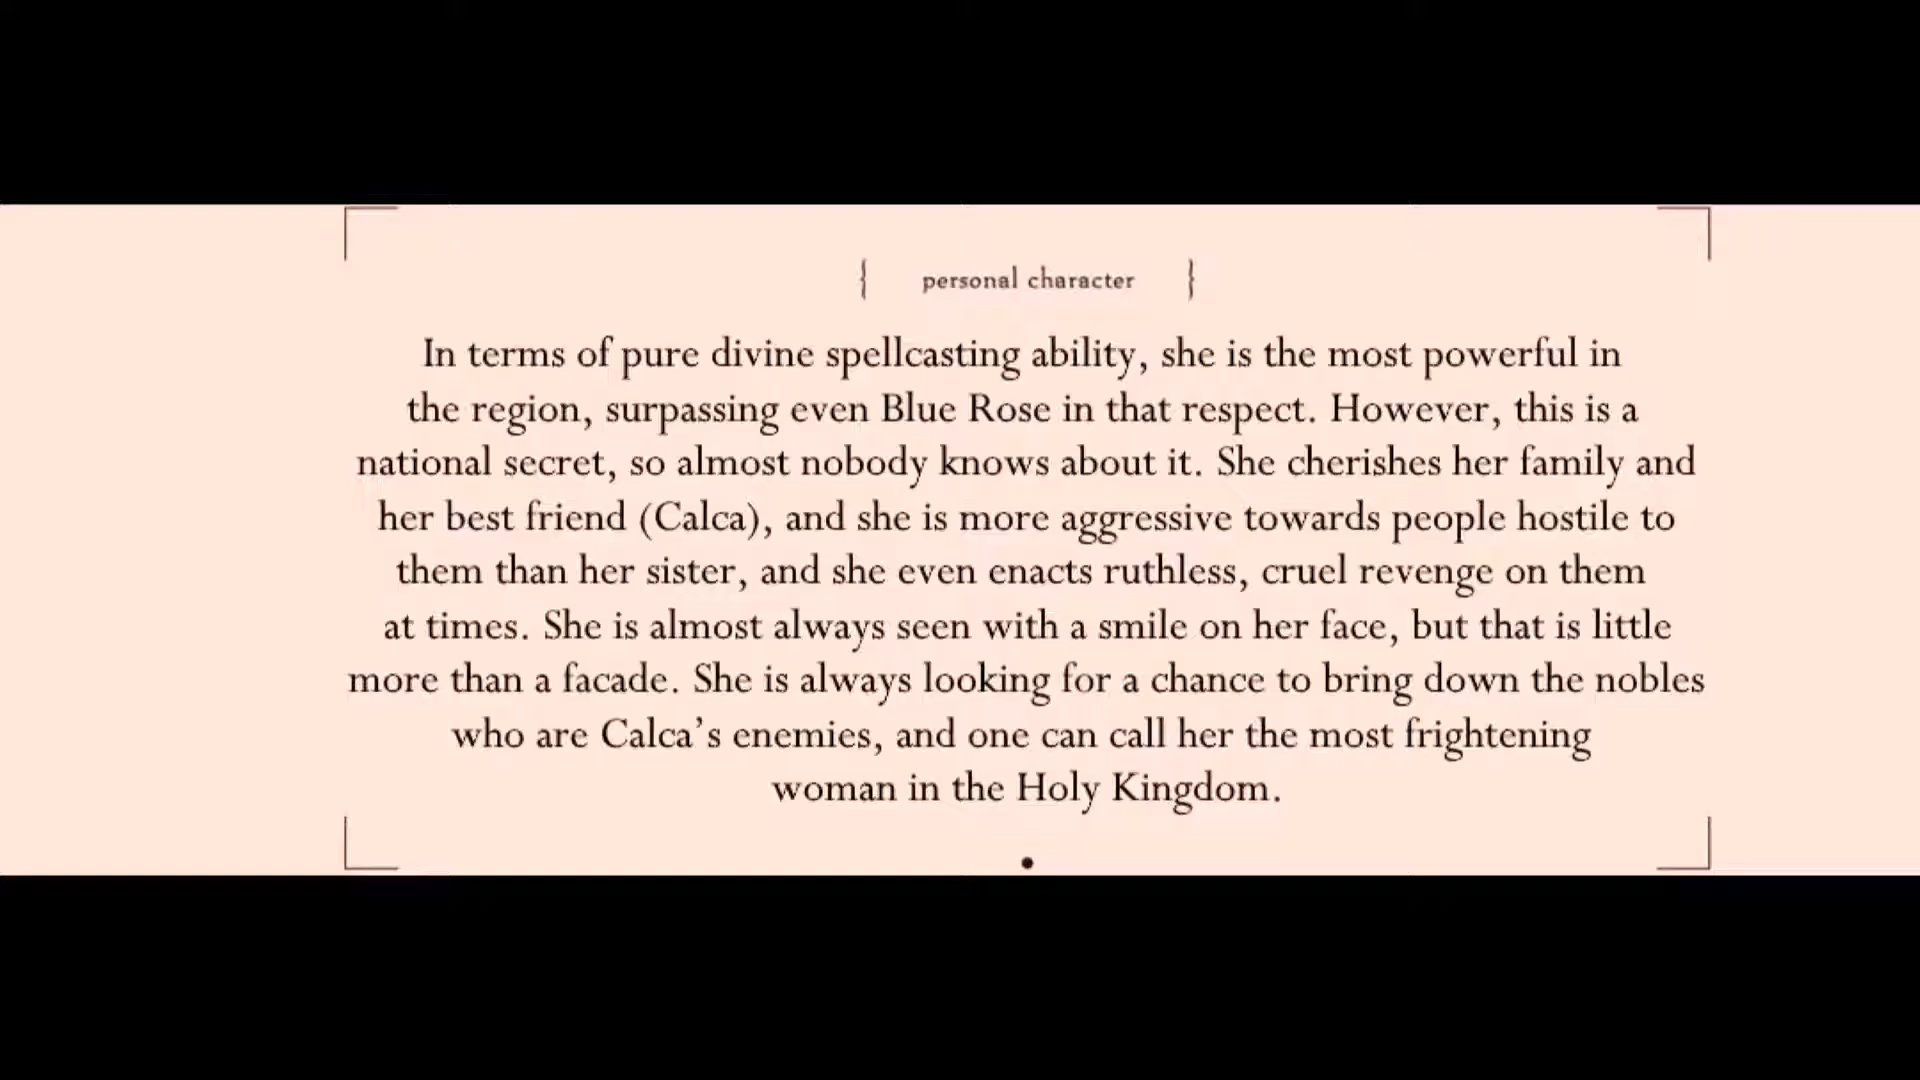 { personal character }
In terms of pure divine spellcasting ability, she is the most powerful in
the region, surpassing even Blue Rose in that respect. However, this is a
national secret, so almost nobody knows about it. She cherishes her family and
her best friend (Calca), and she is more aggressive towards people hostile to
them than her sister, and she even enacts ruthless, cruel revenge on them
at times. She is almost always seen with a smile on her face, but that is little
more than a facade. She is always looking for a chance to bring down the nobles
who are Calca’s enemies, and one can call her the most frightening
woman in the Holy Kingdom.